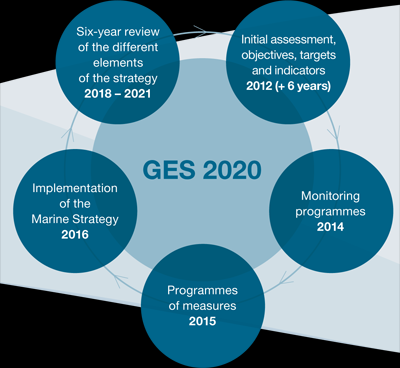 Six-year review
of the different
elements
of the strategy
2018 – 2021
Initial assessment,
objectives, targets
and indicators
2012 (+ 6 years)
GES 2020
Implementation
of the
Marine Strategy
2016
Monitoring
programmes
2014
Programmes
of measures
2015